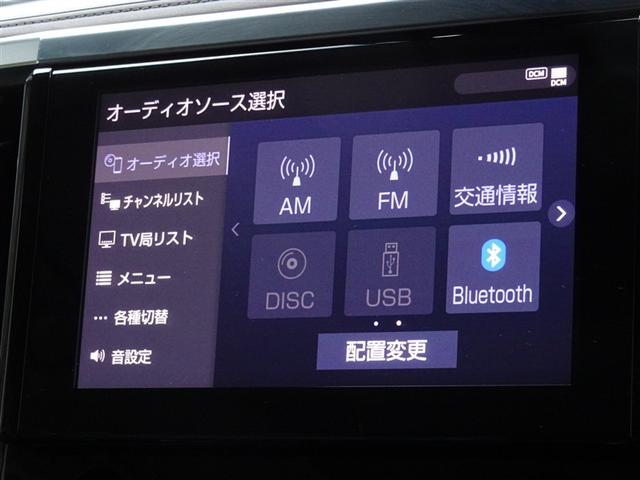 DCM
DCM
オーディオソース選択
オーディオ選択
チャンネルリスト
TV局リスト
メニュー
各種切替
音設定
AM
FM
交通情報
DISC
USB
Bluetooth
配置変更